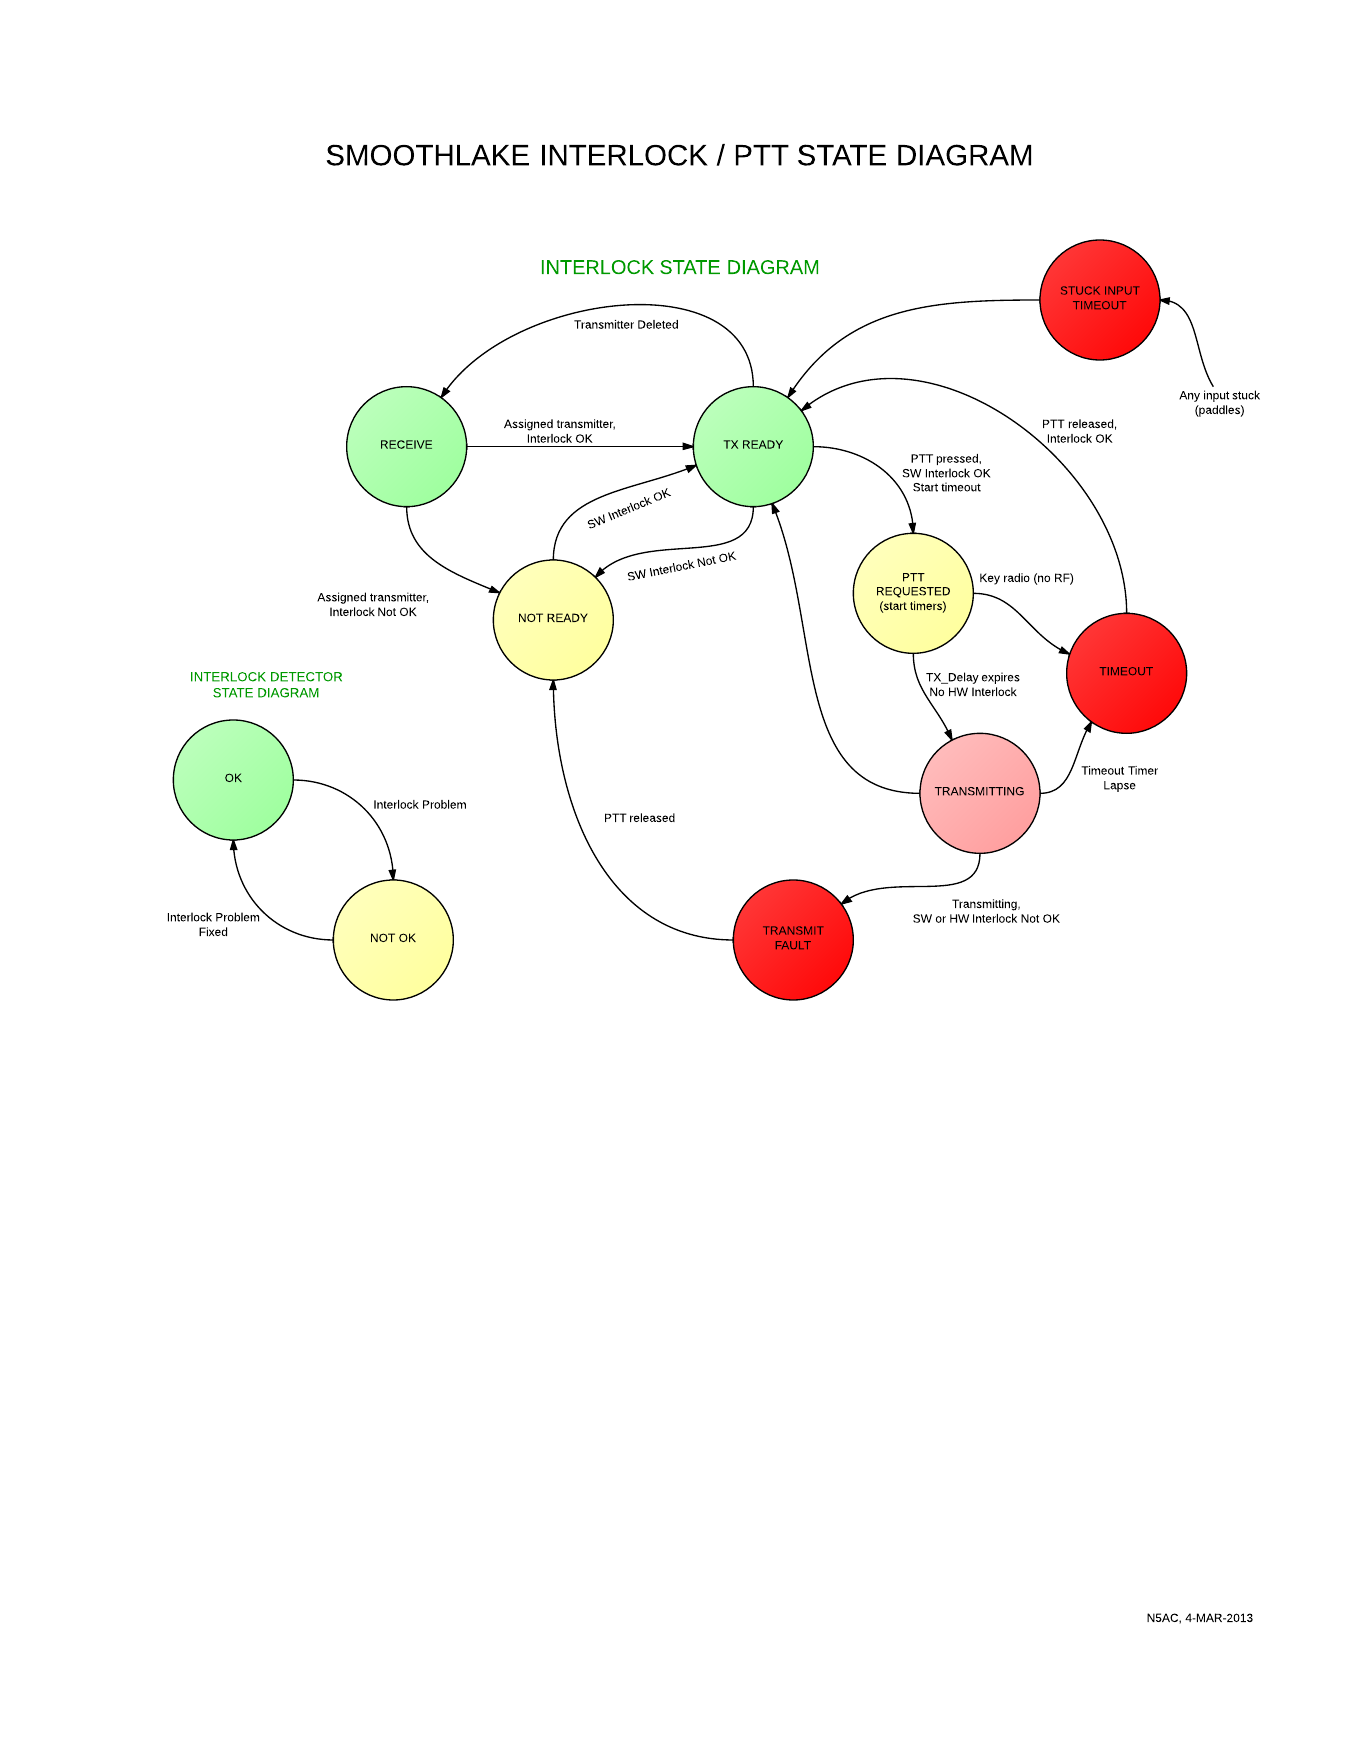 SMOOTHLAKE INTERLOCK / PTT STATE DIAGRAM
INTERLOCK STATE DIAGRAM
STUCK INPUT
TIMEOUT
Transmitter Deleted
Any input stuck
(paddles)
RECEIVE
Assigned transmitter,
Interlock OK
TX READY
PTT released,
Interlock OK
PTT pressed,
SW Interlock OK
Start timeout
SW Interlock OK
SW Interlock Not OK
Assigned transmitter,
Interlock Not OK
NOT READY
PTT
REQUESTED
(start timers)
Key radio (no RF)
TIMEOUT
TX_Delay expires
No HW Interlock
INTERLOCK DETECTOR
STATE DIAGRAM
OK
Interlock Problem
TRANSMITTING
Timeout Timer
Lapse
PTT released
Interlock Problem
Fixed
NOT OK
TRANSMIT
FAULT
Transmitting,
SW or HW Interlock Not OK
N5AC, 4-MAR-2013